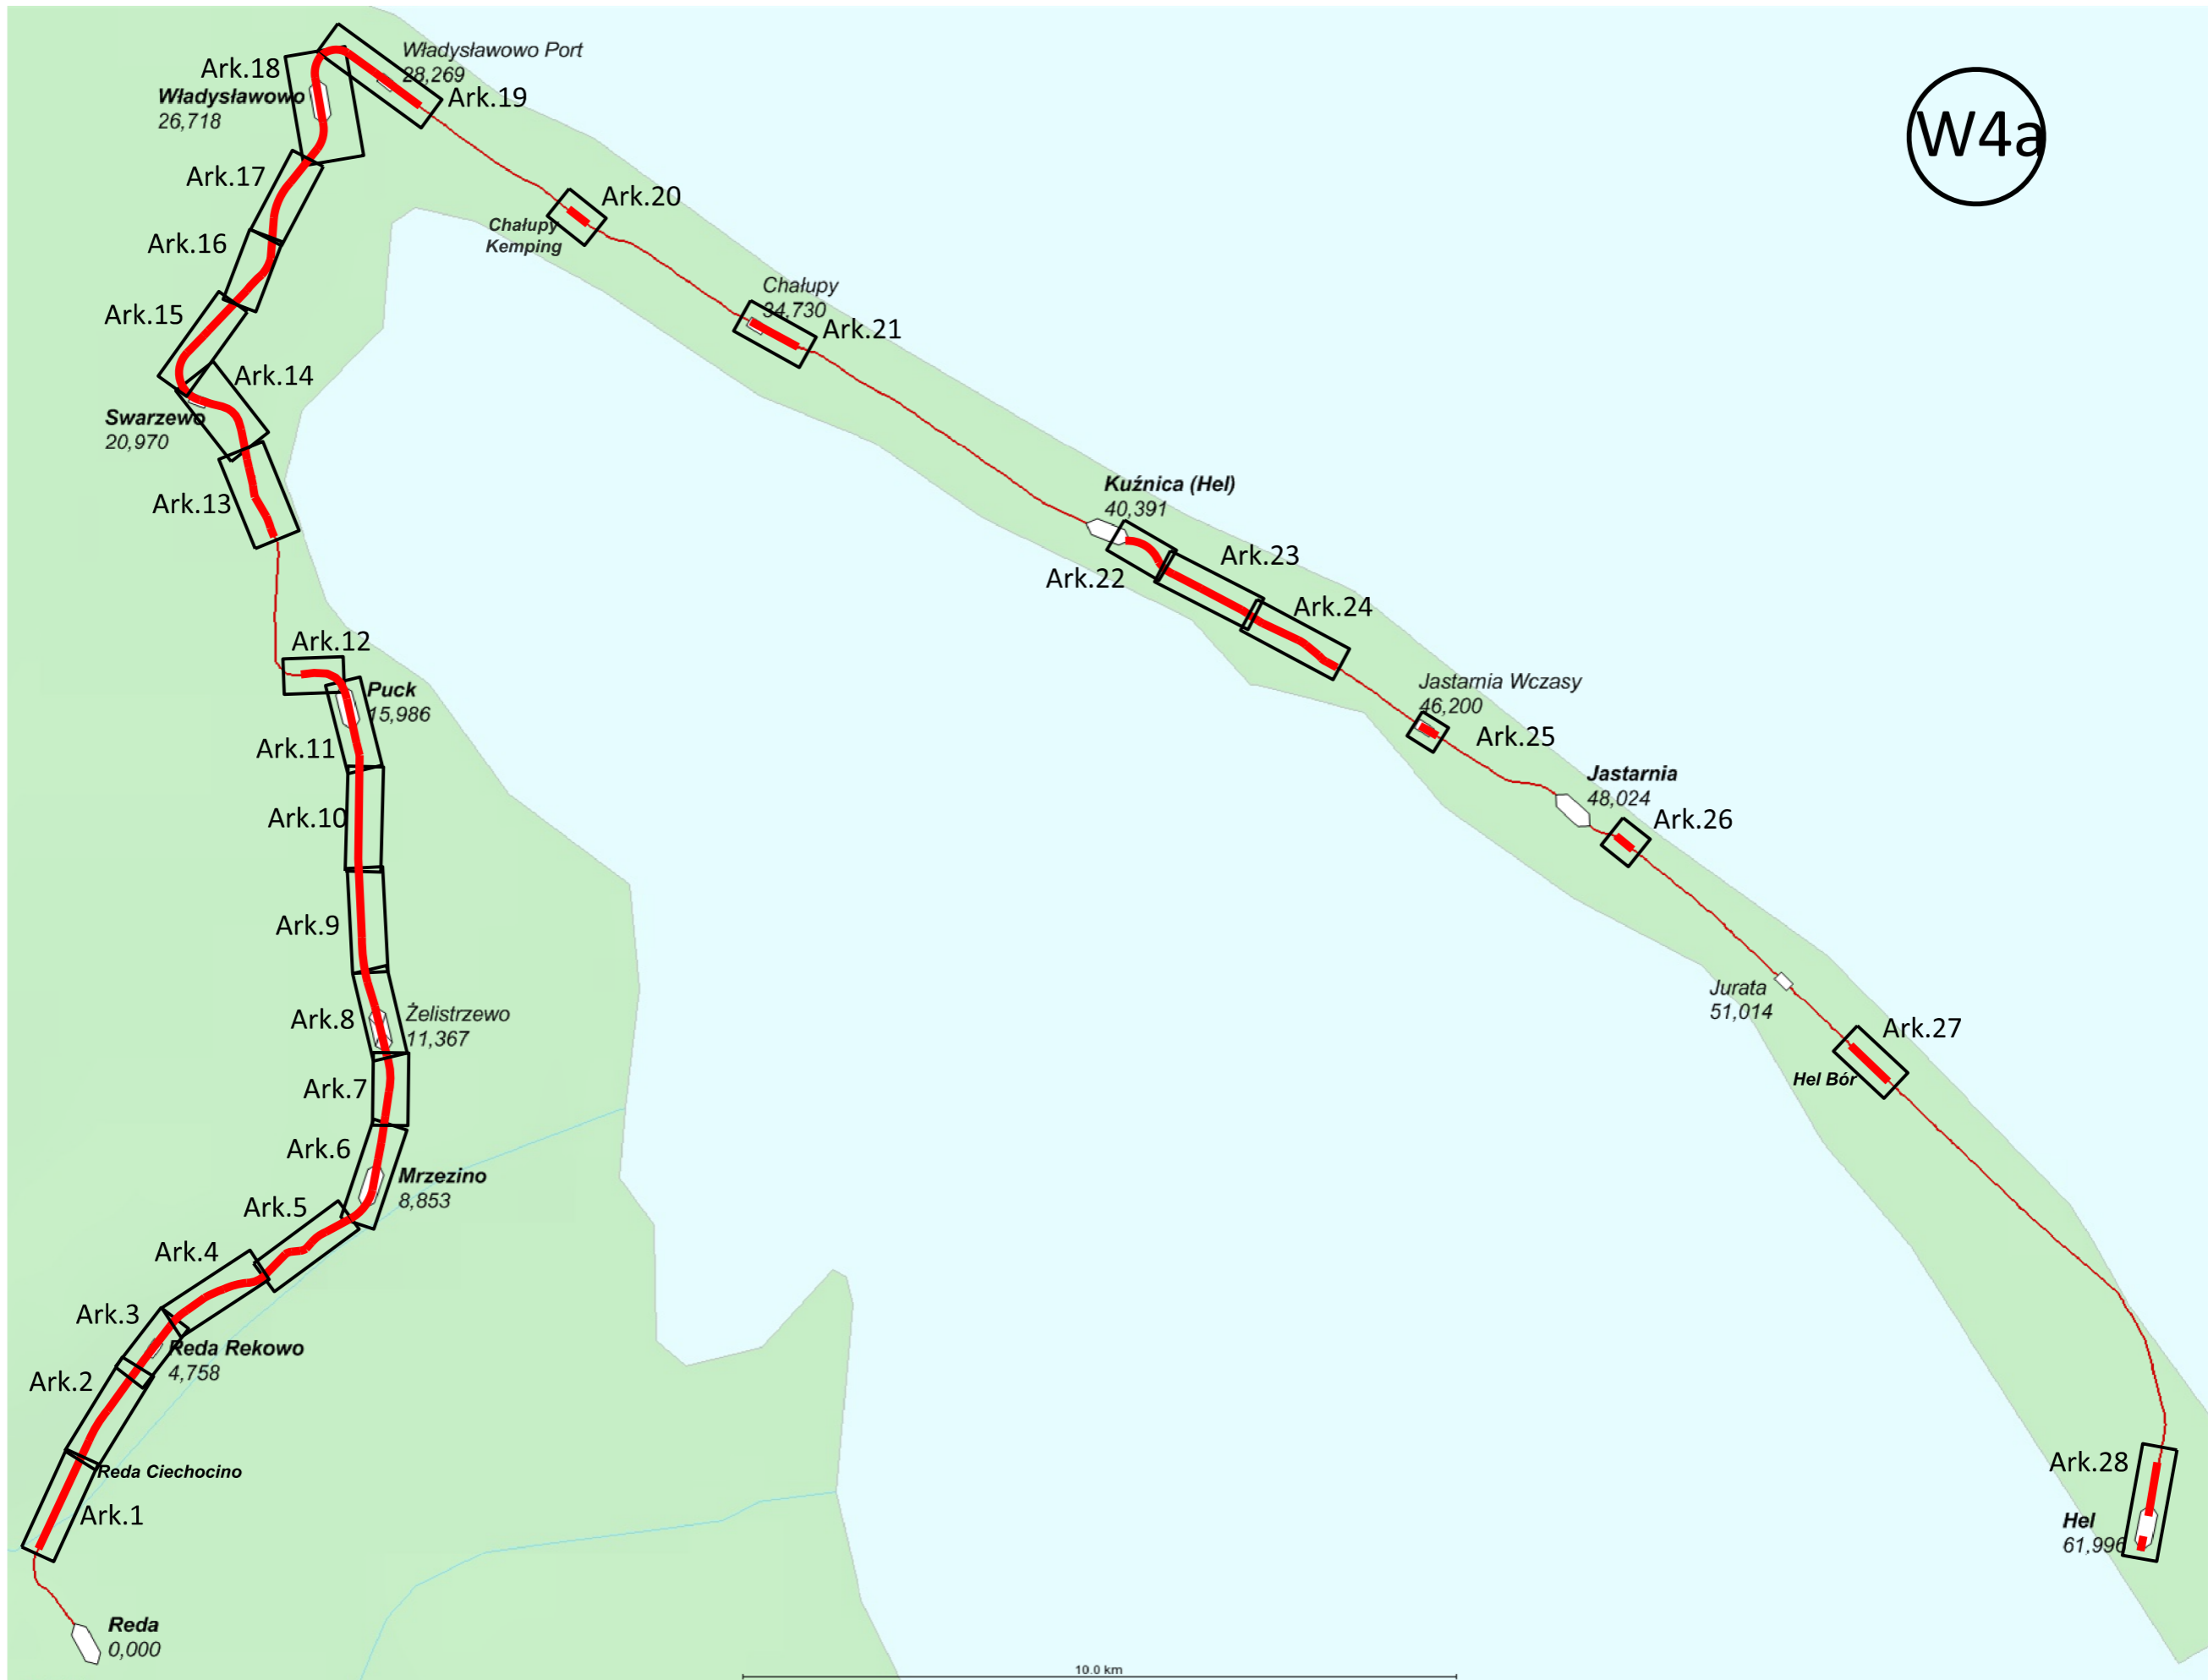 Władysławowo Port
28,269
Ark.18
Władysławowo
26,718
Ark.19
W4a
Ark.17
Ark.20
Chałupy
Kemping
Ark.16
Chałupy
34,730
Ark.15
Ark.21
Ark.14
Swarzewo
20,970
Ark.13
Kuźnica (Hel)
40,391
Ark.23
Ark.22
Ark.24
Ark.12
Puck
15,986
Jastarnia Wczasy
46,200
Ark.25
Ark.11
Jastarnia
48,024
Ark.10
Ark.26
Ark.9
Jurata
51,014
Ark.8
Żelistrzewo
11,367
Ark.27
Hel Bór
Ark.7
Ark.6
Mrzezino
8,853
Ark.5
Ark.4
Ark.3
Reda Rekowo
4,758
Ark.2
Reda Ciechocino
Ark.28
Ark.1
Hel
61,996
Reda
0,000
10.0 km